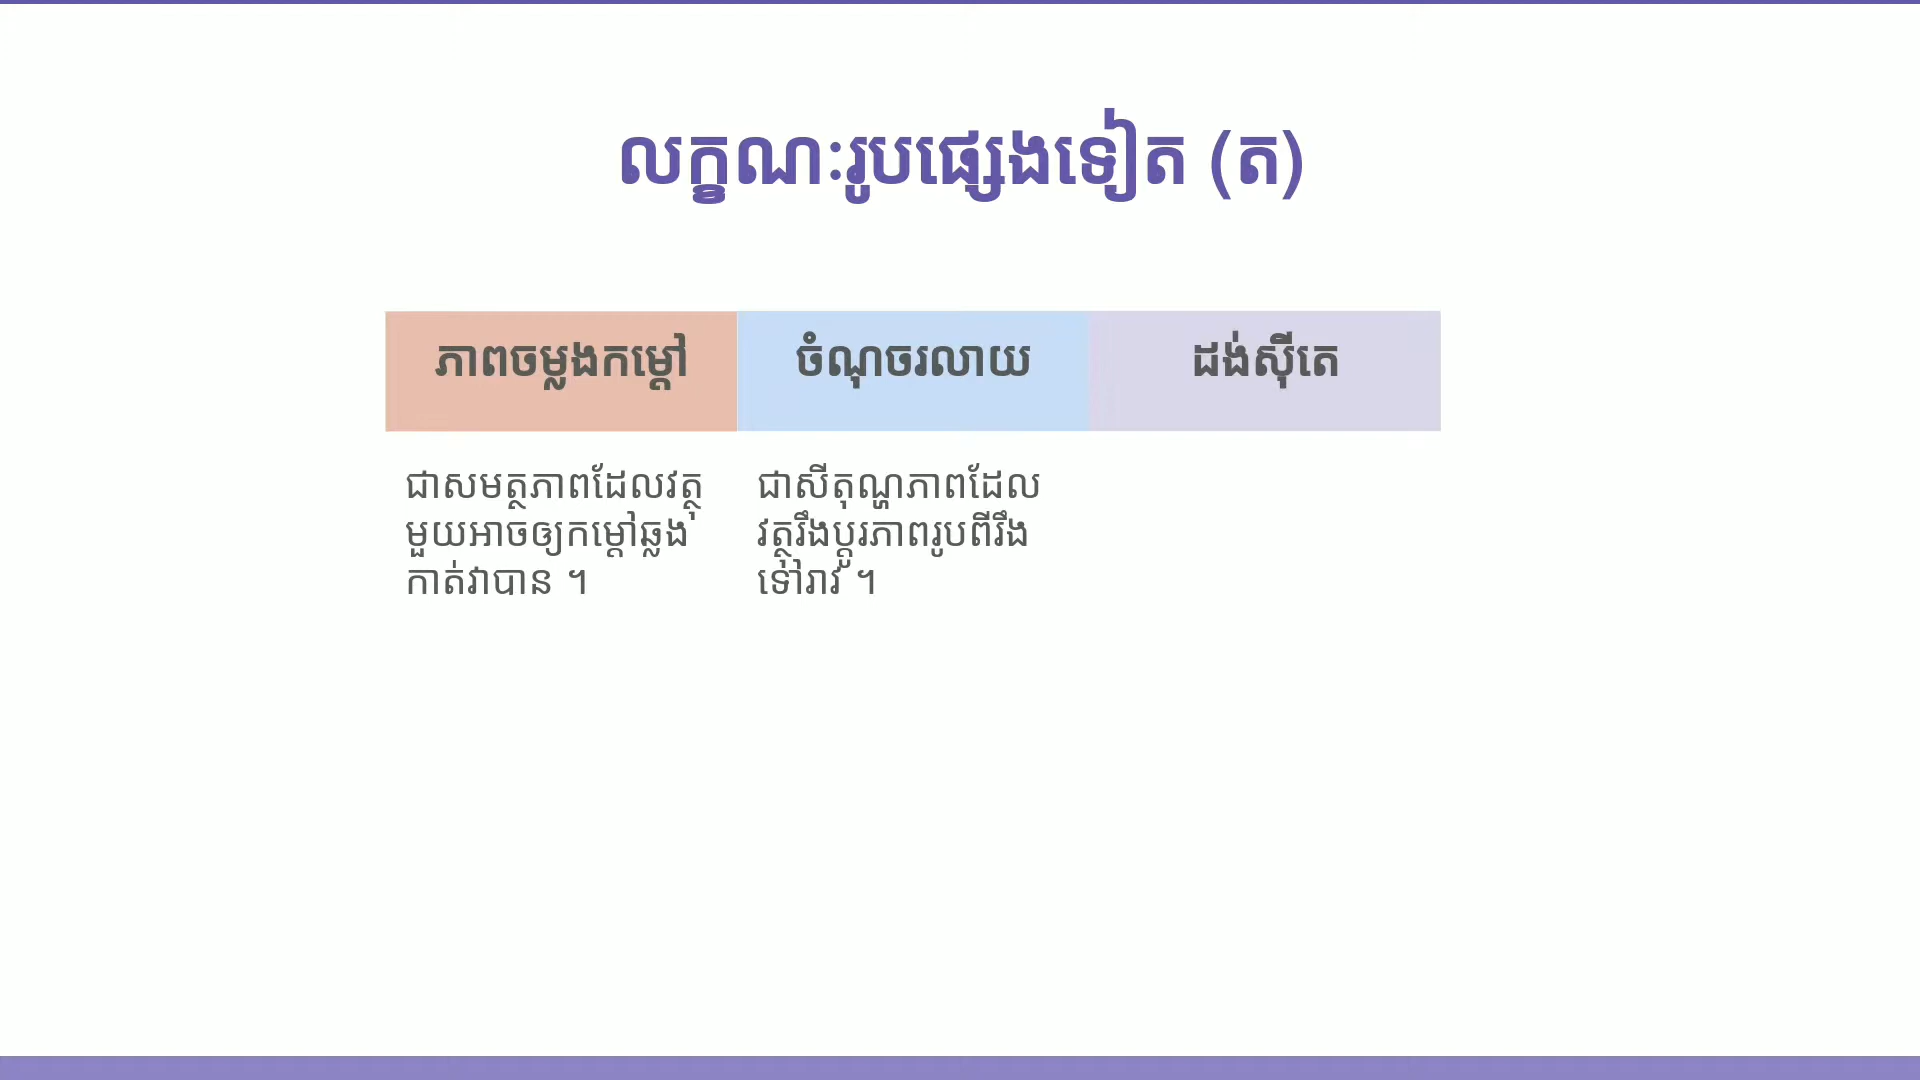 លក្ខណៈរូបផ្សេងទៀត (ត)
ភាពចម្លងកម្ដៅ
ចំណុចរលាយ
ដង់ស៊ីតេ
ជាសមត្ថភាពដែលវត្ថុ
មួយអាចឲ្យកម្ដៅឆ្លង
កាត់វាបាន ។
ជាសីតុណ្ហភាពដែល
វត្ថុរឹងប្ដូរភាពរូបពីរឹង
ទៅរាវ ។